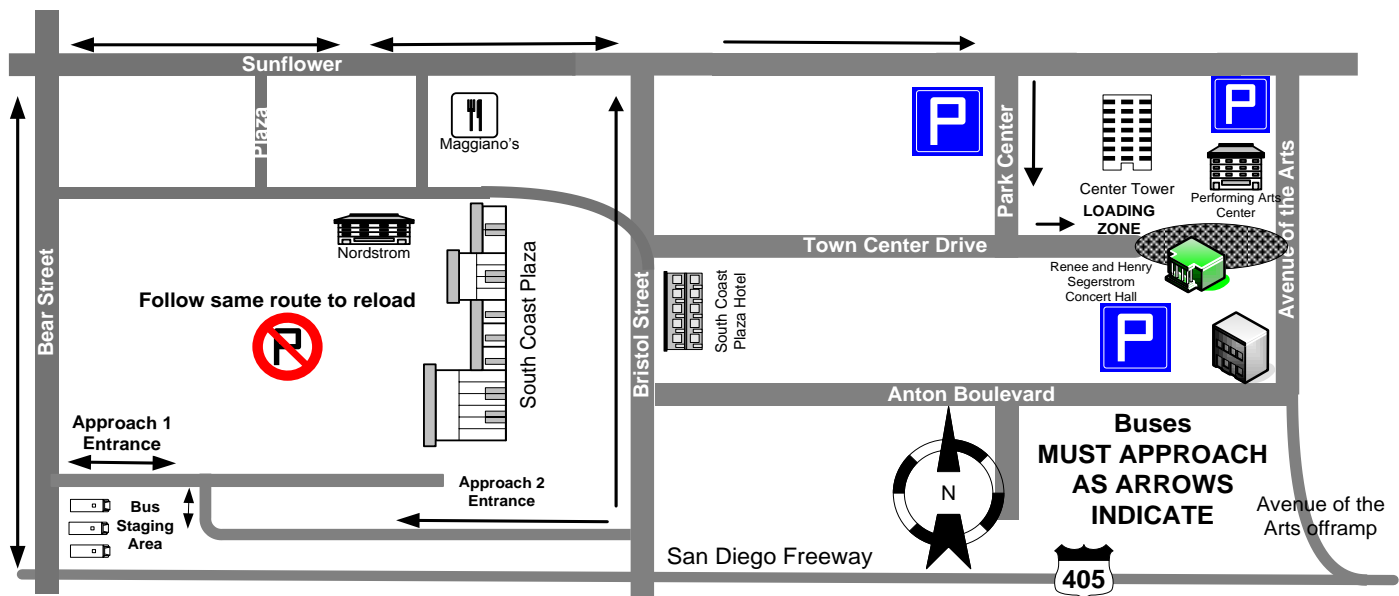 Sunflower
Plaza
Maggiano's
Park Center
Center Tower
LOADING
ZONE
Performing Arts
Center
Avenue of the Arts
Nordstrom
South Coast Plaza
Town Center Drive
Renee and Henry
Segerstrom
Concert Hall
Bear Street
Follow same route to reload
P
Bristol Street
South Coast
Plaza Hotel
P
P
P
Anton Boulevard
Approach 1
Entrance
Approach 2
Entrance
Bus
Staging
Area
N
Buses
MUST APPROACH
AS ARROWS
INDICATE
Avenue of the
Arts offramp
San Diego Freeway
405